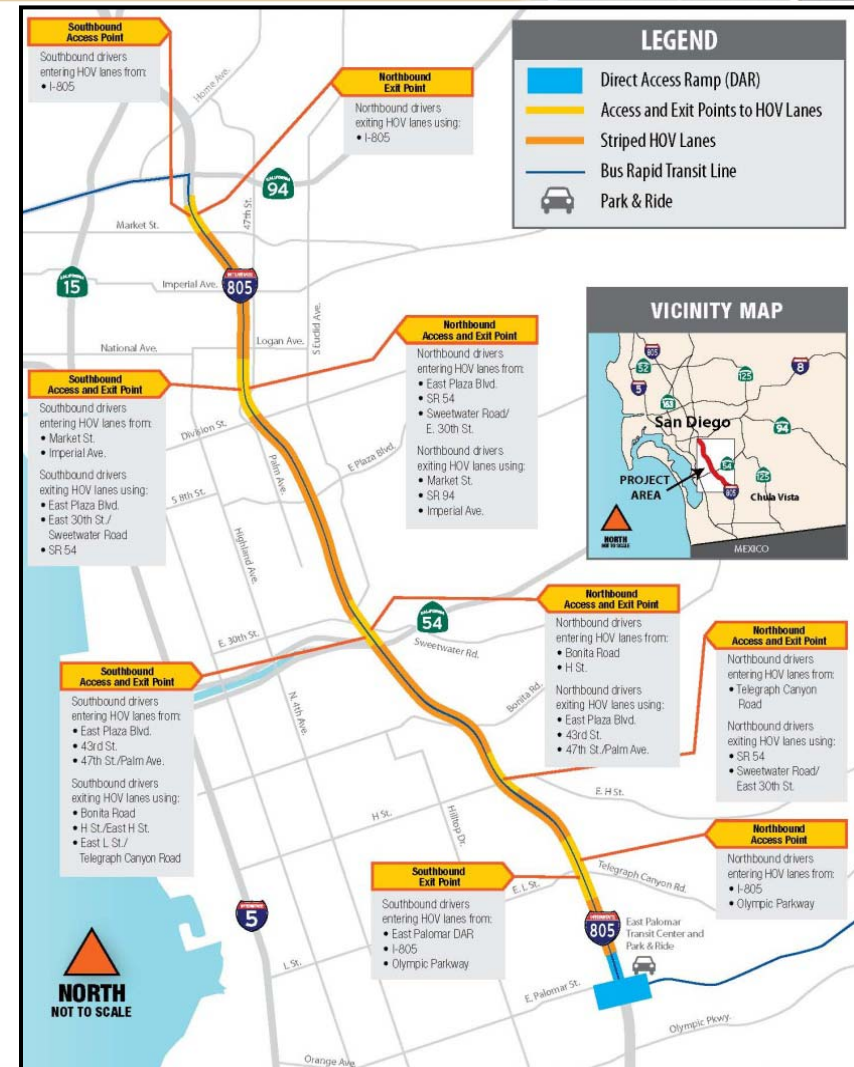 Southbound
Access Point
Southbound drivers
entering HOV lanes from:
• I-805
Northbound
Exit Point
Northbound drivers
exiting HOV lanes using:
• I-805
LEGEND
Direct Access Ramp (DAR)
Access and Exit Points to HOV Lanes
Striped HOV Lanes
Bus Rapid Transit Line
Park & Ride
Home Ave.
CALIFORNIA
94
47th St.
Market St.
CALIFORNIA
15
Imperial Ave.
805
S Euclid Ave.
National Ave.
Logan Ave.
VICINITY MAP
805
52
5
163
125
8
San Diego
94
54
125
PROJECT
AREA
805
Chula Vista
NORTH
NOT TO SCALE
MEXICO
Northbound
Access and Exit Point
Northbound drivers
entering HOV lanes from:
• East Plaza Blvd.
• SR 54
• Sweetwater Road/
E. 30th St.
Northbound drivers
exiting HOV lanes using:
• Market St.
• SR 94
• Imperial Ave.
Southbound
Access and Exit Point
Southbound drivers
entering HOV lanes from:
• Market St.
• Imperial Ave.
Southbound drivers
exiting HOV lanes using:
• East Plaza Blvd.
• East 30th St./
Sweetwater Road
• SR 54
Division St.
Palm Ave.
E Plaza Blvd.
S 8th St.
Highland Ave.
E. 30th St.
CALIFORNIA
54
Sweetwater Rd.
Northbound
Access and Exit Point
Northbound drivers
entering HOV lanes from:
• Bonita Road
• H St.
Northbound drivers
exiting HOV lanes using:
• East Plaza Blvd.
• 43rd St.
• 47th St./Palm Ave.
Northbound
Access and Exit Point
Northbound drivers
entering HOV lanes from:
• Telegraph Canyon
Road
Northbound drivers
exiting HOV lanes using:
• SR 54
• Sweetwater Road/
East 30th St.
Southbound
Access and Exit Point
Southbound drivers
entering HOV lanes from:
• East Plaza Blvd.
• 43rd St.
• 47th St./Palm Ave.
Southbound drivers
exiting HOV lanes using:
• Bonita Road
• H St./East H St.
• East L St./
Telegraph Canyon Road
N. 4th Ave.
Bonita Rd.
H St.
E. H St.
Hilltop Dr.
Northbound
Access Point
Northbound drivers
entering HOV lanes from:
• I-805
• Olympic Parkway
Southbound
Exit Point
Southbound drivers
entering HOV lanes from:
• East Palomar DAR
• I-805
• Olympic Parkway
E. L St.
Telegraph Canyon Rd.
5
805
East Palomar
Transit Center and
Park & Ride
L St.
E. Palomar St.
NORTH
NOT TO SCALE
Olympic Pkwy.
Orange Ave.